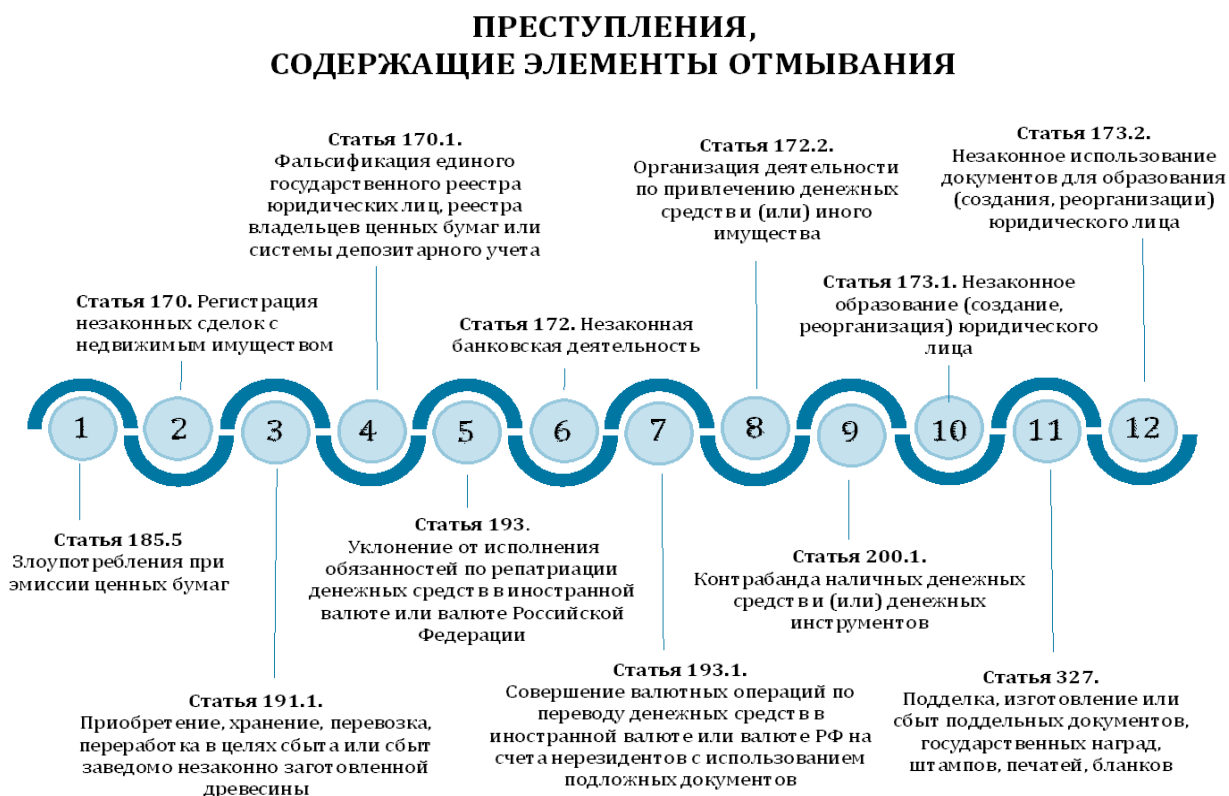 ПРЕСТУПЛЕНИЯ,
СОДЕРЖАЩИЕ ЭЛЕМЕНТЫ ОТМЫВАНИЯ
Статья 170.1.
Фальсификация единого
государственного реестра
юридических лиц, реестра
владельцев ценных бумаг или
системы депозитарного учета
Статья 172.2.
Организация деятельности
по привлечению денежных
средств и (или) иного
имущества
Статья 173.2.
Незаконное использование
документов для образования
(создания, реорганизации)
юридического лица
Статья 170. Регистрация
незаконных сделок с
недвижимым имуществом
Статья 172. Незаконная
банковская деятельность
Статья 173.1. Незаконное
образование (создание,
реорганизация) юридического
лица
1 2 3 4 5 6 7 8 9 10 11 12
Статья 185.5
Злоупотребления при
эмиссии ценных бумаг
Статья 193.
Уклонение от исполнения
обязанностей по репатриации
денежных средств в иностранной
валюте или валюте Российской
Федерации
Статья 200.1.
Контрабанда наличных денежных
средств и (или) денежных
инструментов
Статья 191.1.
Приобретение, хранение, перевозка,
переработка в целях сбыта или сбыт
заведомо незаконно заготовленной
древесины
Статья 193.1.
Совершение валютных операций по
переводу денежных средств в
иностранной валюте или валюте РФ на
счета нерезидентов с использованием
подложных документов
Статья 327.
Подделка, изготовление или
сбыт поддельных документов,
государственных наград,
штампов, печатей, бланков